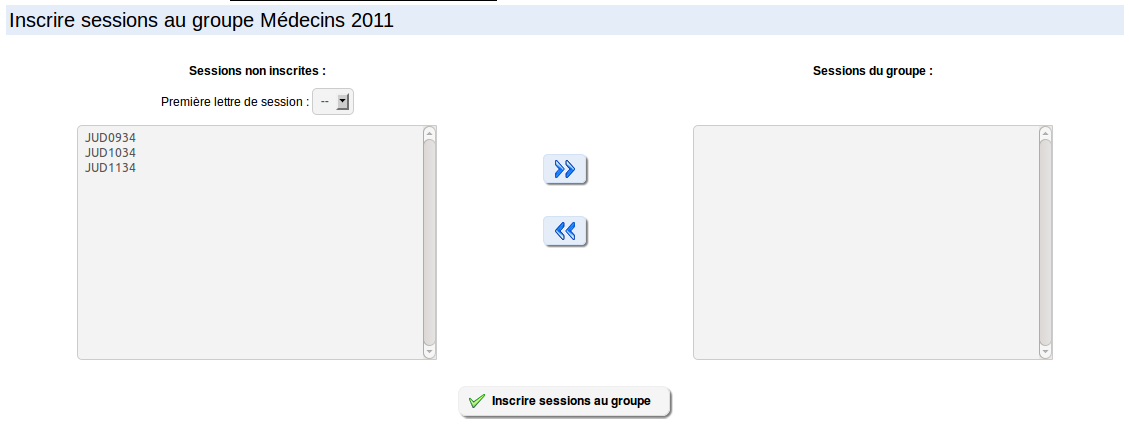 Inscrire sessions au groupe Médecins 2011
Sessions non inscrites :
Sessions du groupe :
Première lettre de session : --
JUD0934
JUD1034
JUD1134
Inscrire sessions au groupe